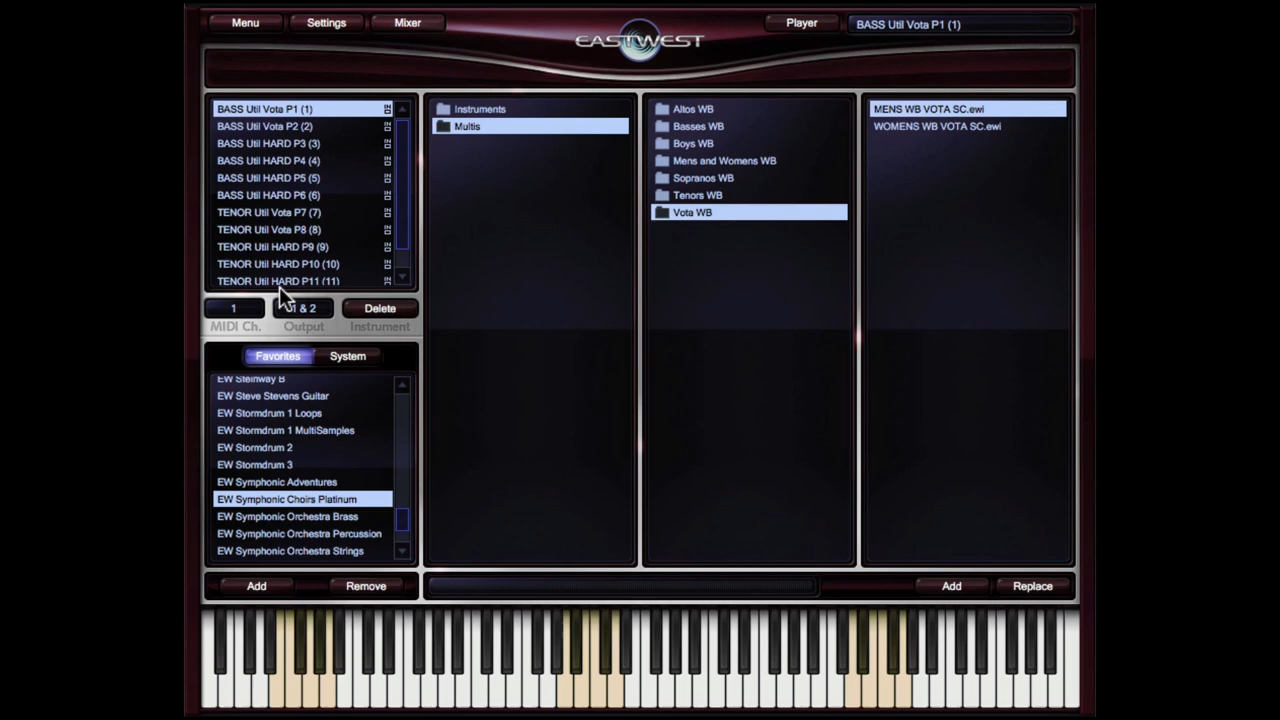 Menu
Settings
Mixer
EASTWEST
Player
BASS Util Vota P1 (1)
BASS Util Vota P1 (1)
BASS Util Vota P2 (2)
BASS Util HARD P3 (3)
BASS Util HARD P4 (4)
BASS Util HARD P5 (5)
BASS Util HARD P6 (6)
TENOR Util Vota P7 (7)
TENOR Util Vota P8 (8)
TENOR Util HARD P9 (9)
TENOR Util HARD P10 (10)
TENOR Util HARD P11 (11)
1
1 & 2
Delete
MIDI Ch.
Output
Instrument
Favorites
System
EW Steinway B
EW Steve Stevens Guitar
EW Stormdrum 1 Loops
EW Stormdrum 1 MultiSamples
EW Stormdrum 2
EW Stormdrum 3
EW Symphonic Adventures
EW Symphonic Choirs Platinum
EW Symphonic Orchestra Brass
EW Symphonic Orchestra Percussion
EW Symphonic Orchestra Strings
Add
Remove
Instruments
Multis
Altos WB
Basses WB
Boys WB
Mens and Womens WB
Sopranos WB
Tenors WB
Vota WB
MENS WB VOTA SC.ewi
WOMENS WB VOTA SC.ewi
Add
Replace